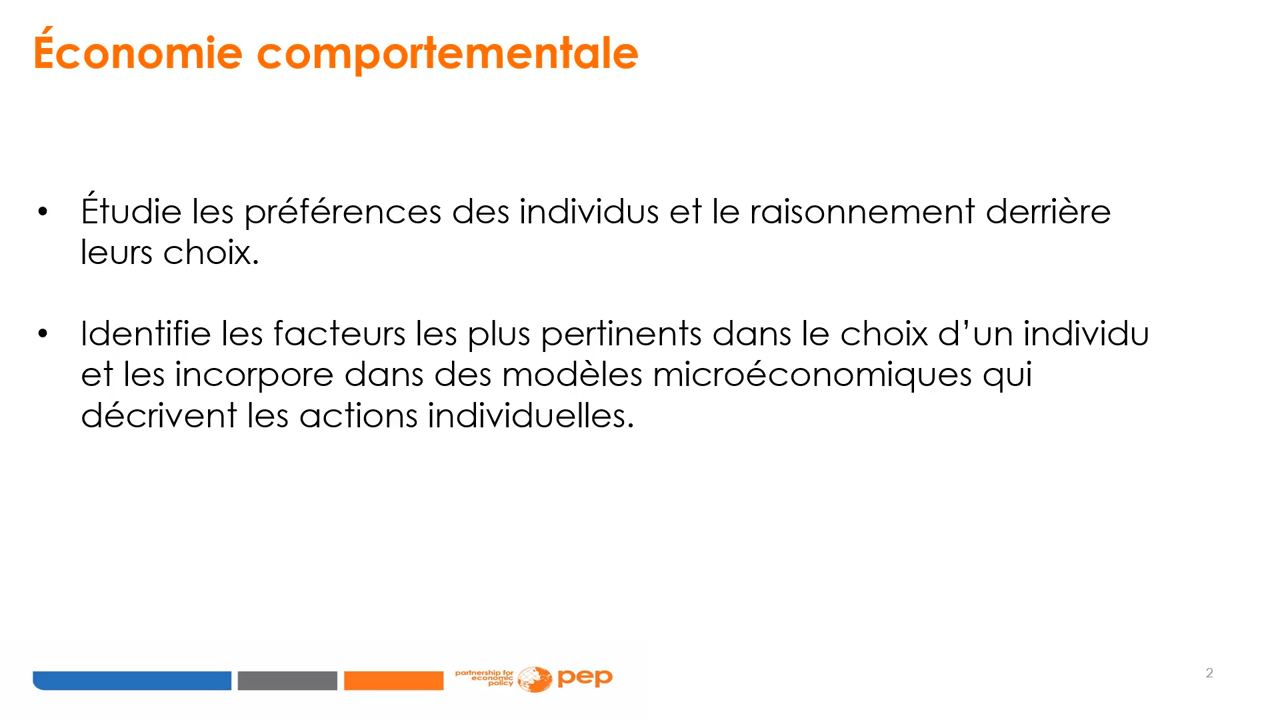 Économie comportementale
• Étudie les préférences des individus et le raisonnement derrière
leurs choix.
• Identifie les facteurs les plus pertinents dans le choix d’un individu
et les incorpore dans des modèles microéconomiques qui
décrivent les actions individuelles.
partnership for
economic
policy
pep
2